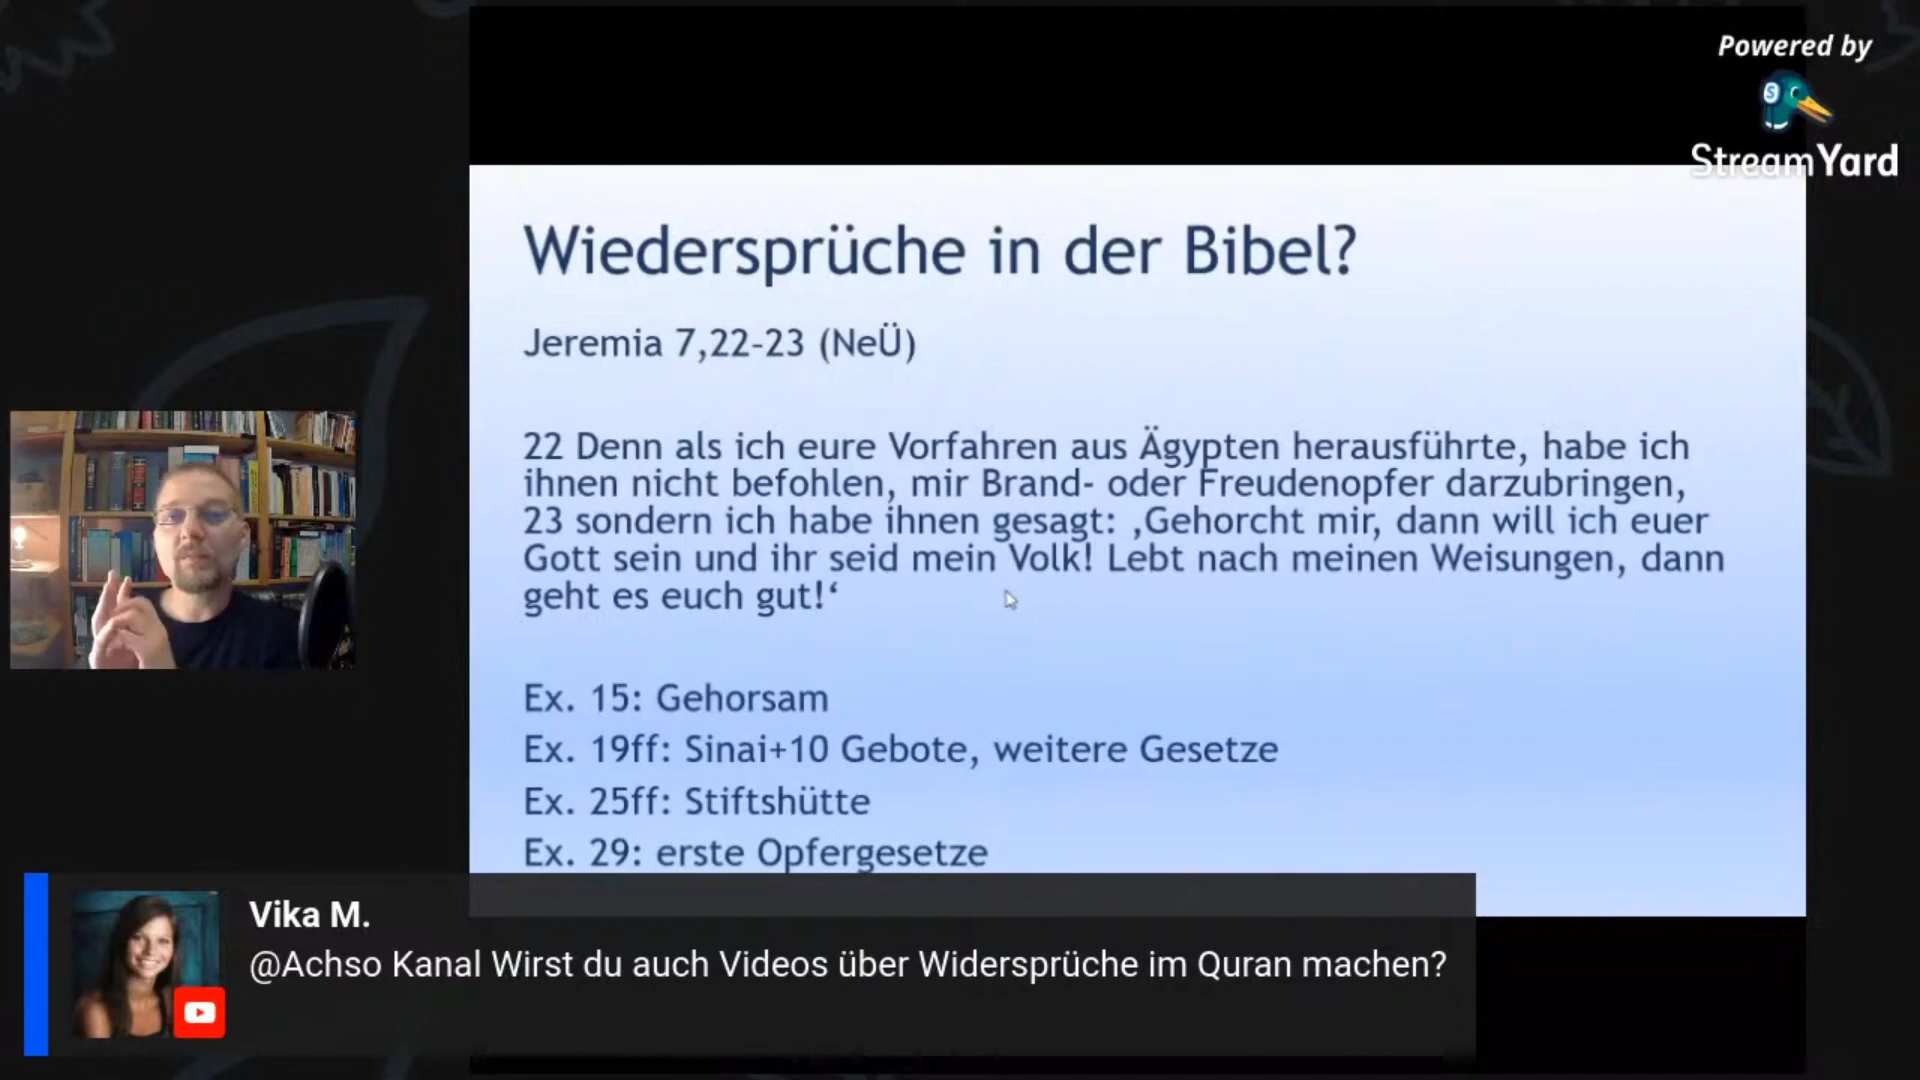 Powered by
StreamYard
Wiedersprüche in der Bibel?
Jeremia 7,22-23 (NeÜ)
22 Denn als ich eure Vorfahren aus Ägypten herausführte, habe ich
ihnen nicht befohlen, mir Brand- oder Freudenopfer darzubringen,
23 sondern ich habe ihnen gesagt: ‚Gehorcht mir, dann will ich euer
Gott sein und ihr seid mein Volk! Lebt nach meinen Weisungen, dann
geht es euch gut!‘
Ex. 15: Gehorsam
Ex. 19ff: Sinai+10 Gebote, weitere Gesetze
Ex. 25ff: Stiftshütte
Ex. 29: erste Opfergesetze
Vika M.
@Achso Kanal Wirst du auch Videos über Widersprüche im Quran machen?